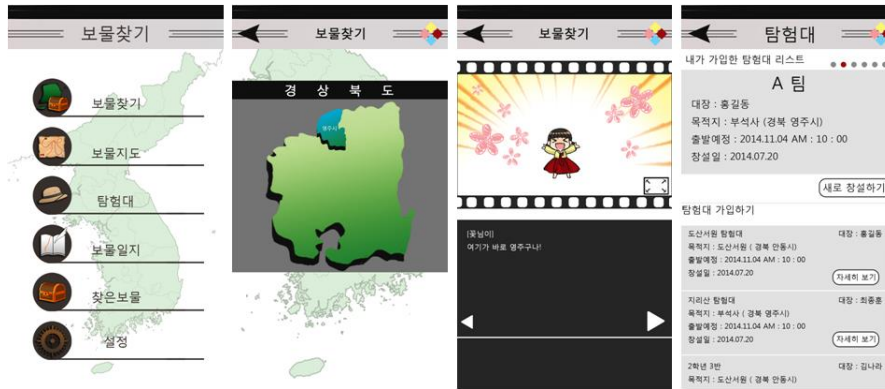 보물찾기
보물찾기
보물지도
탐험대
보물일지
찾은보물
설정
보물찾기
경 상 북 도
영주시
보물찾기
[꽃님이]
여기가 바로 영주구나!
탐험대
내가 가입한 탐험대 리스트
A 팀
대장 : 홍길동
목적지 : 부석사 (경북 영주시)
출발예정 : 2014.11.04 AM : 10 : 00
창설일 : 2014.07.20
새로 창설하기
탐험대 가입하기
도산서원 탐험대 대장 : 홍길동
목적지 : 도산서원 ( 경북 안동시)
출발예정 : 2014.11.04 AM : 10 : 00
창설일 : 2014.07.20 자세히 보기
지리산 탐험대 대장 : 최종훈
목적지 : 부석사 ( 경북 영주시)
출발예정 : 2014.11.04 AM : 10 : 00
창설일 : 2014.07.20 자세히 보기
2학년 3반 대장 : 김나라
목적지 : 도산서원 ( 경북 안동시)